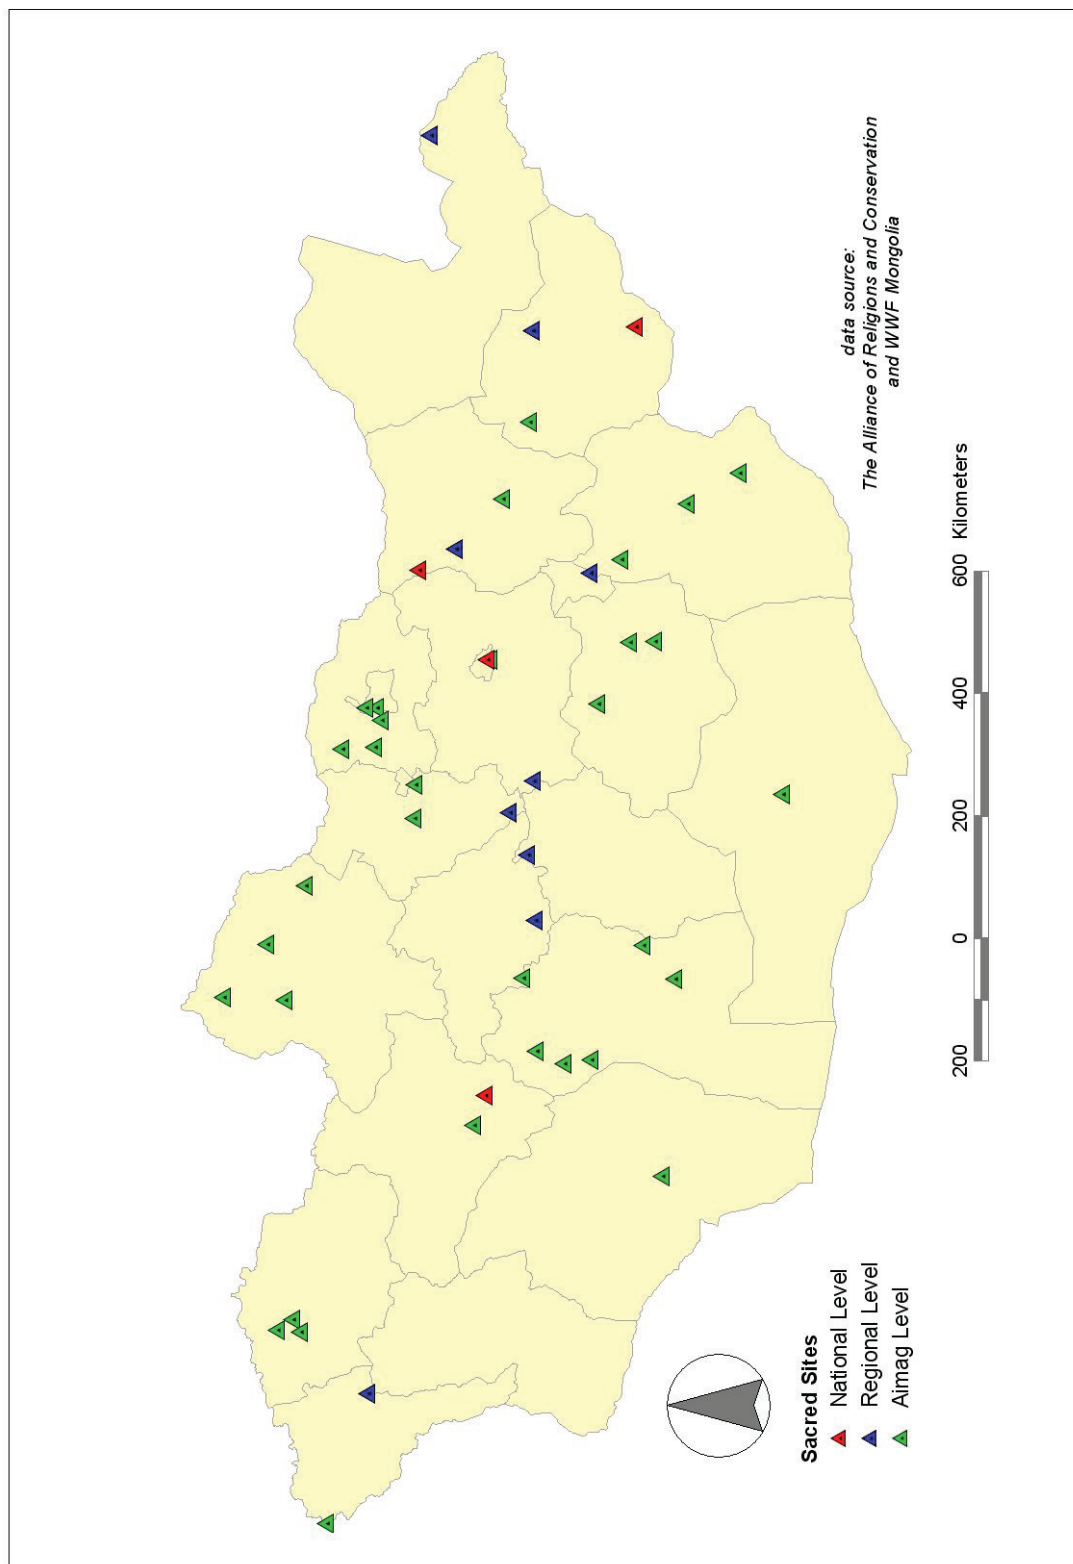 data source:
The Alliance of Religions and Conservation
and WWF Mongolia
Sacred Sites
National Level
Regional Level
Aimag Level
200 0 200 400 600 Kilometers